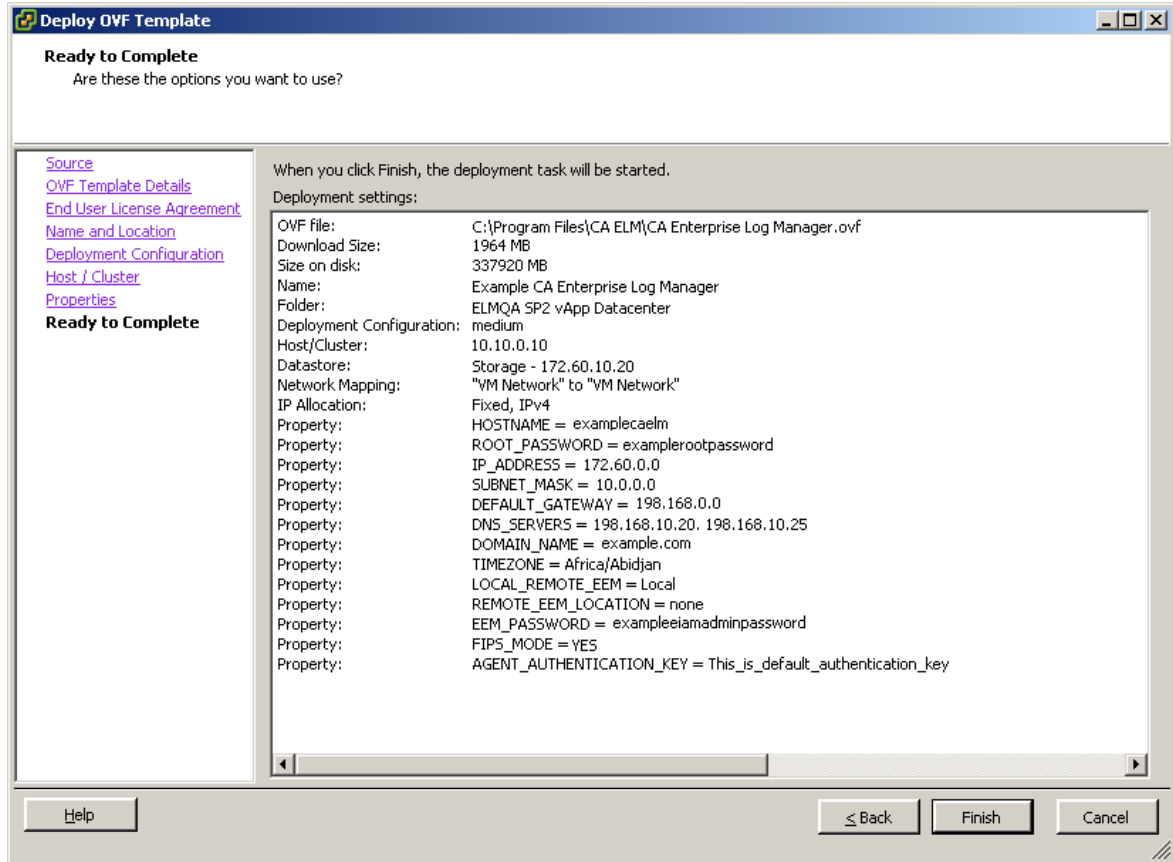 Deploy OVF Template
Ready to Complete
Are these the options you want to use?
Source
OVF Template Details
End User License Agreement
Name and Location
Deployment Configuration
Host / Cluster
Properties
Ready to Complete
When you click Finish, the deployment task will be started.
Deployment settings:
OVF file: C:\Program Files\CA ELM\CA Enterprise Log Manager.ovf
Download Size: 1964 MB
Size on disk: 337920 MB
Name: Example CA Enterprise Log Manager
Folder: ELMQA SP2 vApp Datacenter
Deployment Configuration: medium
Host/Cluster: 10.10.0.10
Datastore: Storage - 172.60.10.20
Network Mapping: "VM Network" to "VM Network"
IP Allocation: Fixed, IPv4
Property: HOSTNAME = examplecaelm
Property: ROOT_PASSWORD = examplerootpassword
Property: IP_ADDRESS = 172.60.0.0
Property: SUBNET_MASK = 10.0.0.0
Property: DEFAULT_GATEWAY = 198.168.0.0
Property: DNS_SERVERS = 198.168.10.20. 198.168.10.25
Property: DOMAIN_NAME = example.com
Property: TIMEZONE = Africa/Abidjan
Property: LOCAL_REMOTE_EEM = Local
Property: REMOTE_EEM_LOCATION = none
Property: EEM_PASSWORD = exampleeiamadminpassword
Property: FIPS_MODE = YES
Property: AGENT_AUTHENTICATION_KEY = This_is_default_authentication_key
Help
< Back
Finish
Cancel